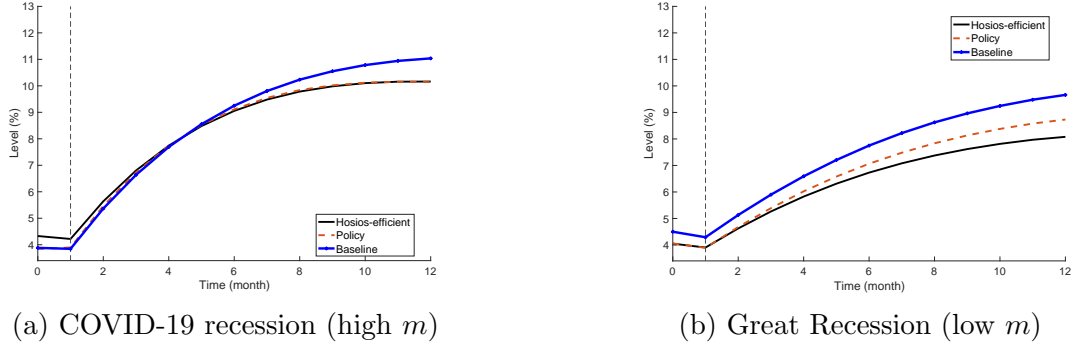 13
12
11
10
9
8
7
6
5
4
Level (%)
0 2 4 6 8 10 12
Time (month)
Hosios-efficient
Policy
Baseline
(a) COVID-19 recession (high m)
13
12
11
10
9
8
7
6
5
4
Level (%)
0 2 4 6 8 10 12
Time (month)
Hosios-efficient
Policy
Baseline
(b) Great Recession (low m)